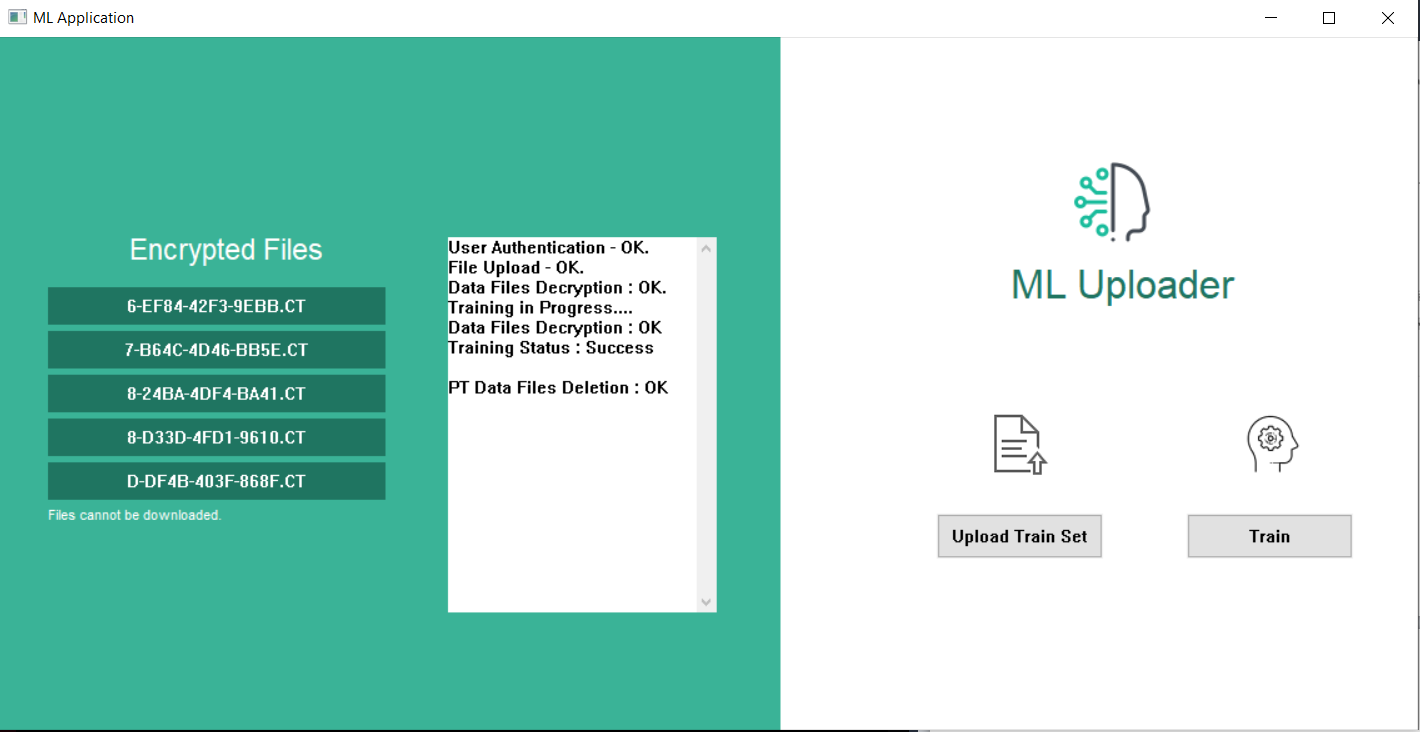 ML Application
Encrypted Files
6-EF84-42F3-9EBB.CT
7-B64C-4D46-BB5E.CT
8-24BA-4DF4-BA41.CT
8-D33D-4FD1-9610.CT
D-DF4B-403F-868F.CT
Files cannot be downloaded.
User Authentication - OK.
File Upload - OK.
Data Files Decryption : OK.
Training in Progress....
Data Files Decryption : OK
Training Status : Success
PT Data Files Deletion : OK
ML Uploader
Upload Train Set
Train